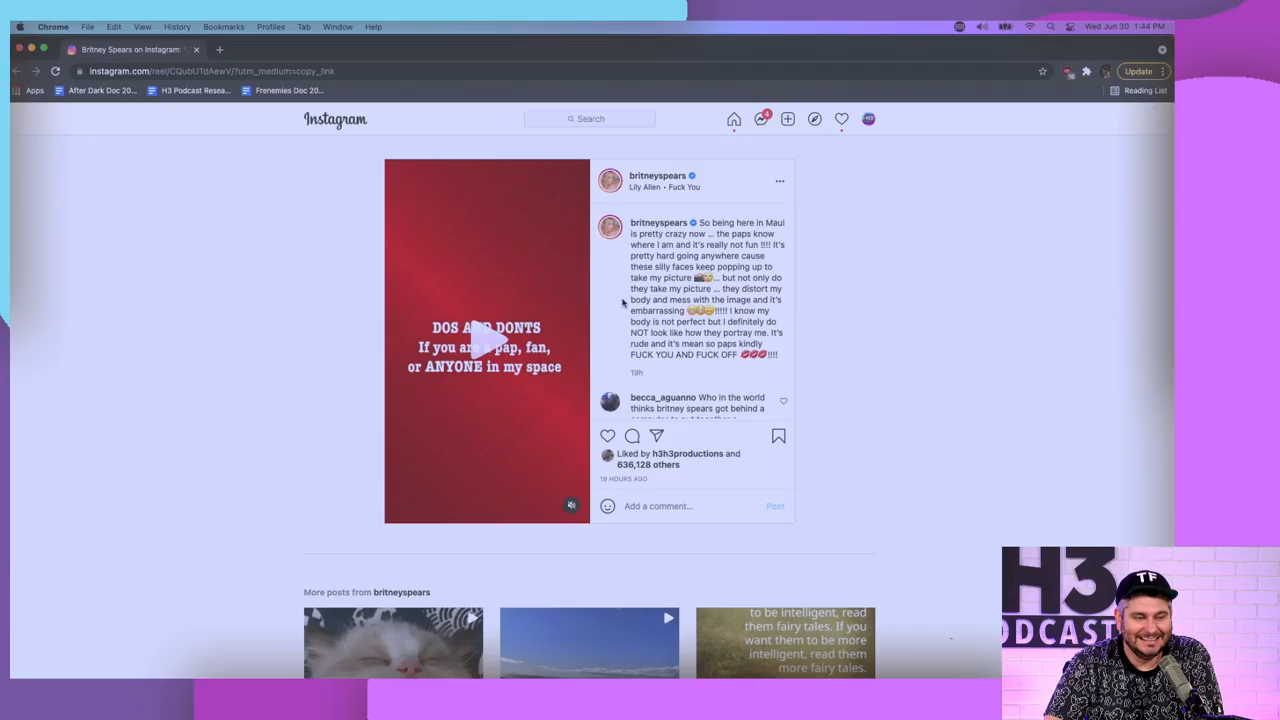 Chrome File Edit View History Bookmarks Profiles Tab Window Help
Wed Jun 30 1:44 PM
Britney Spears on Instagram: "
instagram.com/reel/CQubUTdAewV/?utm_medium=copy_link
Update
Apps After Dark Doc 20... H3 Podcast Resea... Frenemies Doc 20...
Reading List
Instagram
Search
4
H3
britneyspears
Lily Allen • Fuck You
...
DOS AND DONTS
If you are a pap, fan,
or ANYONE in my space
britneyspears So being here in Maui
is pretty crazy now ... the paps know
where I am and it's really not fun !!!! It's
pretty hard going anywhere cause
these silly faces keep popping up to
take my picture 📸🙄... but not only do
they take my picture ... they distort my
body and mess with the image and it's
embarrassing !!!!! I know my
body is not perfect but I definitely do
NOT look like how they portray me. It's
rude and it's mean so paps kindly
FUCK YOU AND FUCK OFF 💋💋💋!!!!
19h
becca_aguanno Who in the world
thinks britney spears got behind a
Liked by h3h3productions and
636,128 others
19 HOURS AGO
Add a comment...
Post
More posts from britneyspears
to be intelligent, read
them fairy tales. If you
want them to be more
intelligent, read them
more fairy tales.
H3
PODCAST
TF